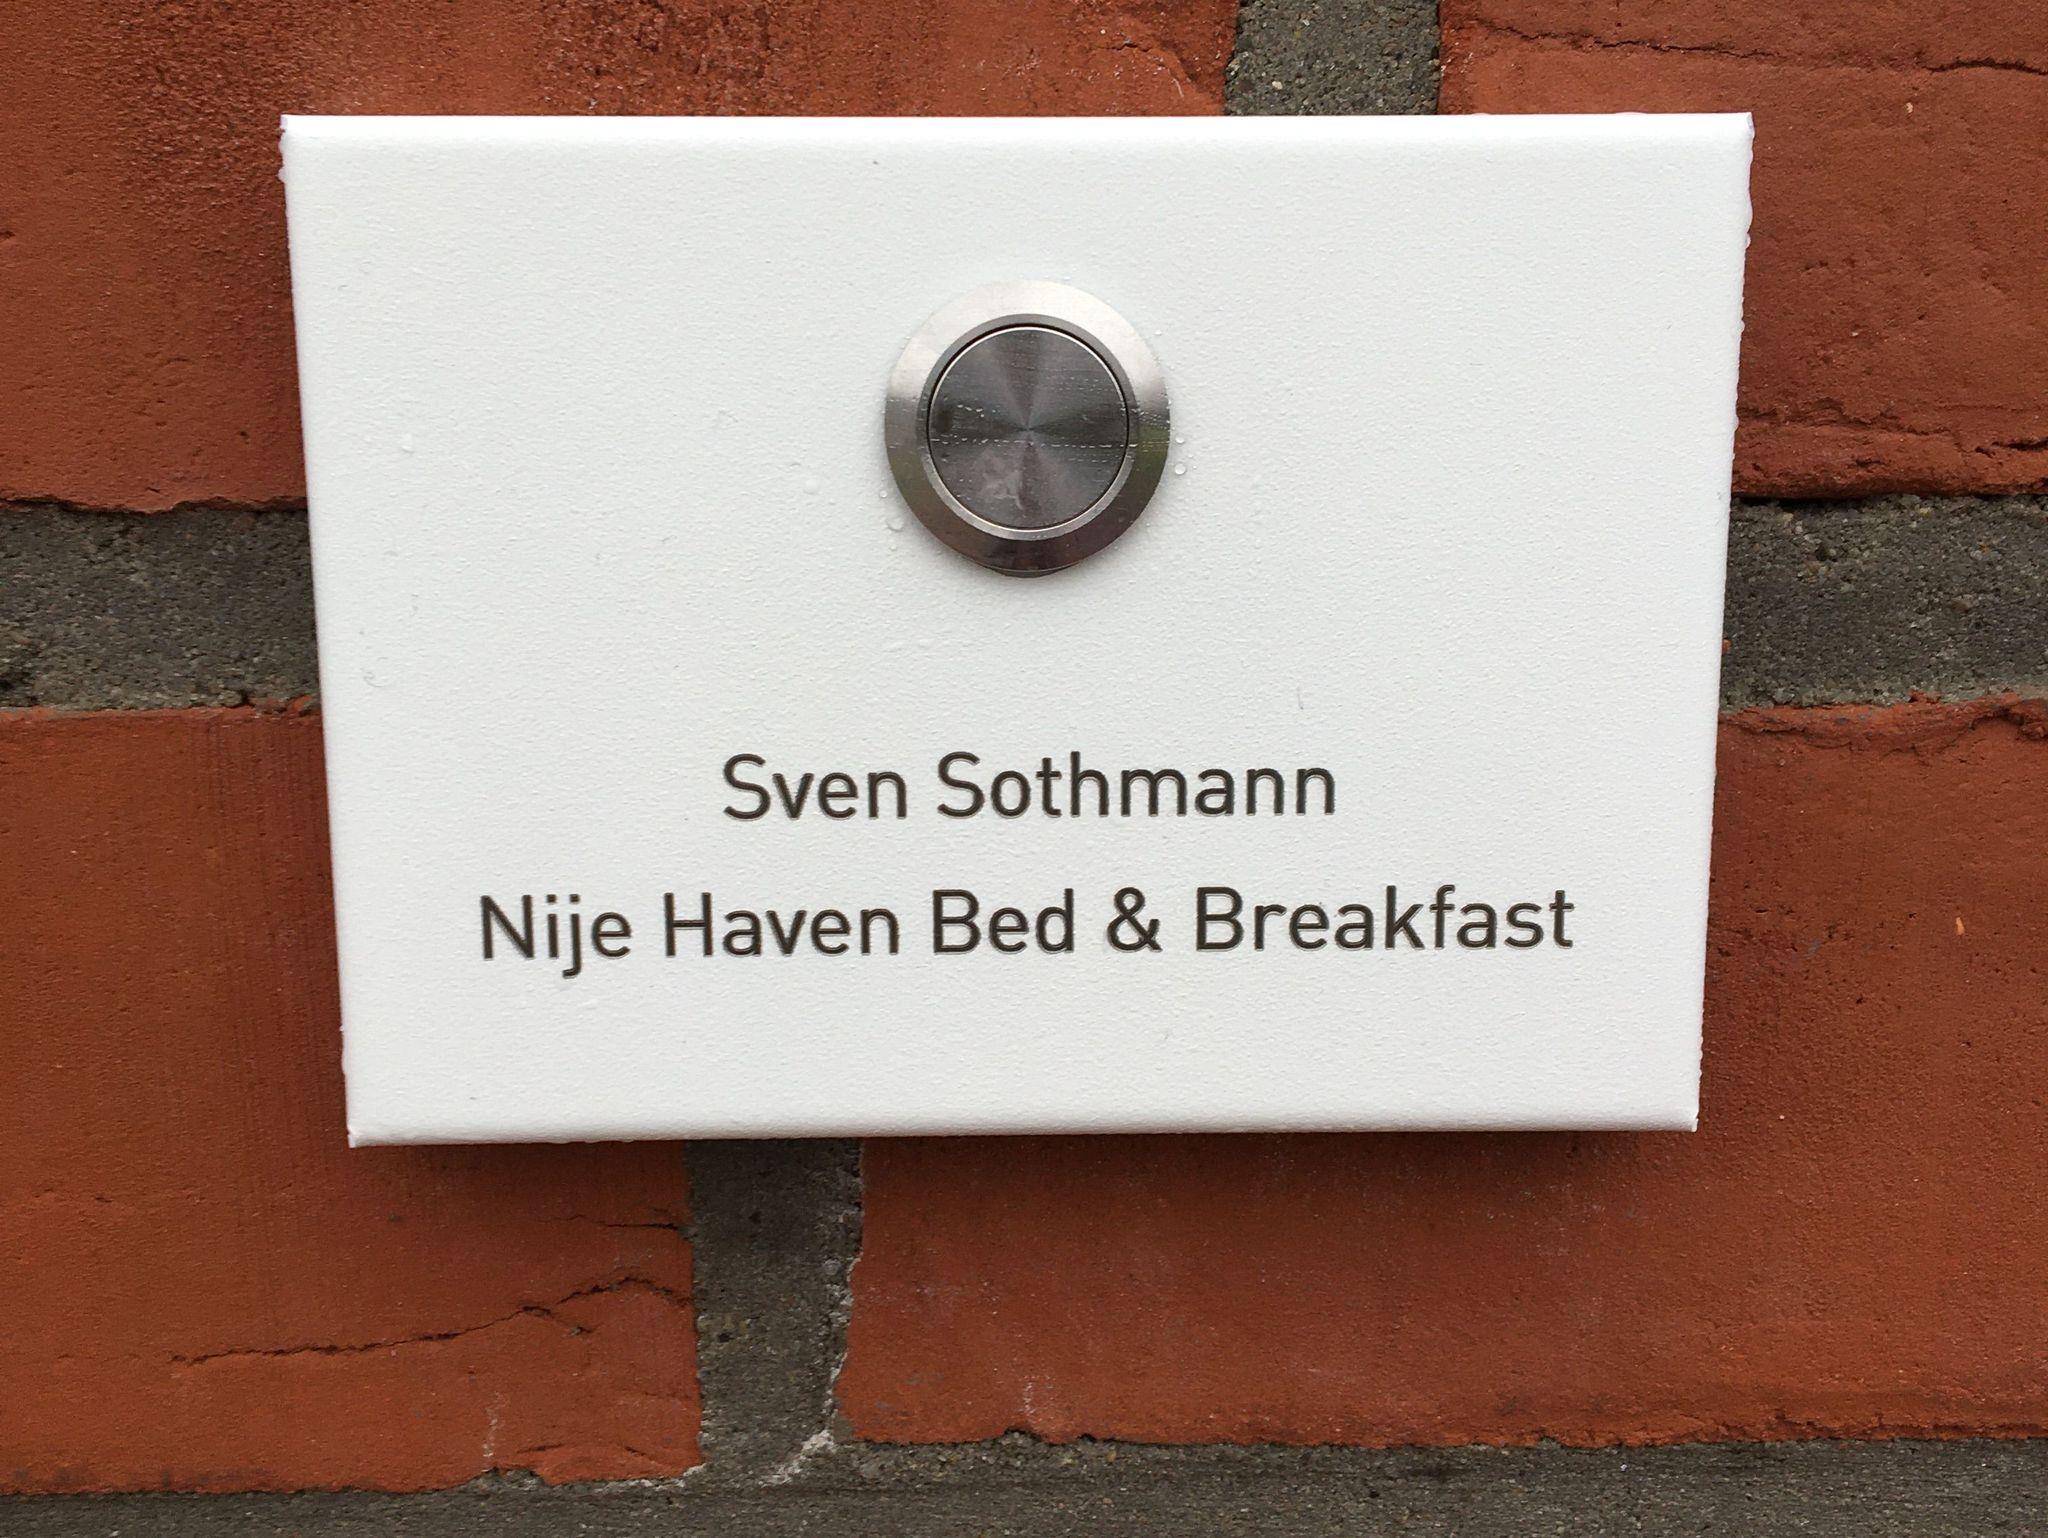 Sven Sothmann
Nije Haven Bed & Breakfast